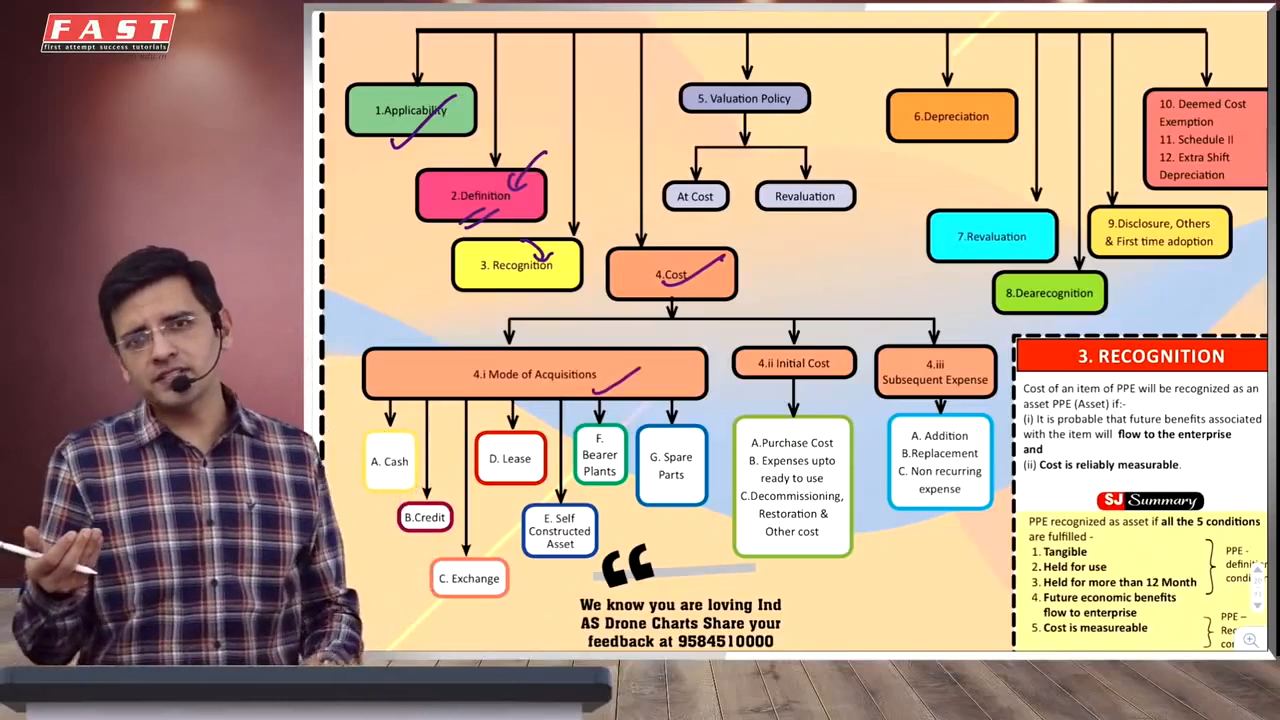 FAST
first attempt success tutorials
1.Applicability
2.Definition
3. Recognition
4.Cost
5. Valuation Policy
At Cost
Revaluation
6.Depreciation
7.Revaluation
8.Dearecognition
9.Disclosure, Others
& First time adoption
10. Deemed Cost
Exemption
11. Schedule II
12. Extra Shift
Depreciation
4.i Mode of Acquisitions
A. Cash
B.Credit
C. Exchange
D. Lease
E. Self
Constructed
Asset
F.
Bearer
Plants
G. Spare
Parts
4.ii Initial Cost
A.Purchase Cost
B. Expenses upto
ready to use
C.Decommissioning,
Restoration &
Other cost
4.iii
Subsequent Expense
A. Addition
B.Replacement
C. Non recurring
expense
“
We know you are loving Ind
AS Drone Charts Share your
feedback at 9584510000
3. RECOGNITION
Cost of an item of PPE will be recognized as an
asset PPE (Asset) if:-
(i) It is probable that future benefits associated
with the item will flow to the enterprise
and
(ii) Cost is reliably measurable.
SJ Summary
PPE recognized as asset if all the 5 conditions
are fulfilled -
1. Tangible
2. Held for use
3. Held for more than 12 Month
4. Future economic benefits
flow to enterprise
5. Cost is measureable
PPE -
PPE –